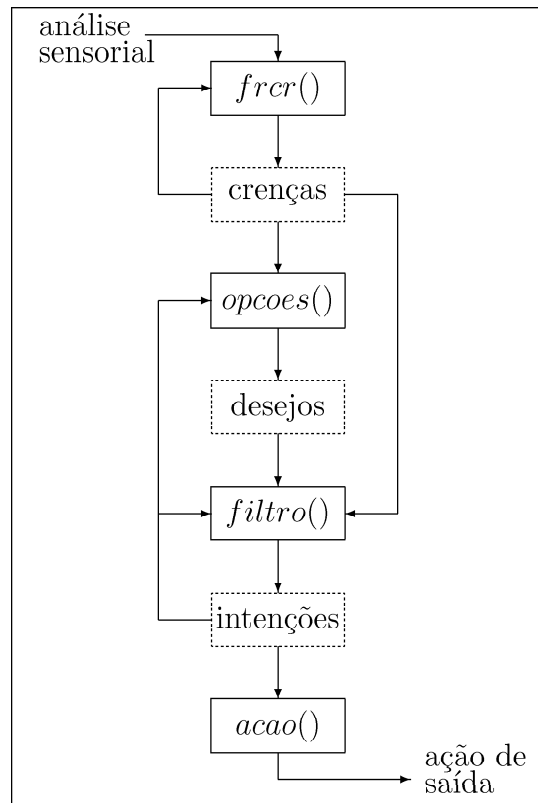 análise
sensorial
frcr()
crenças
opcoes()
desejos
filtro()
intenções
acao()
ação de
saída